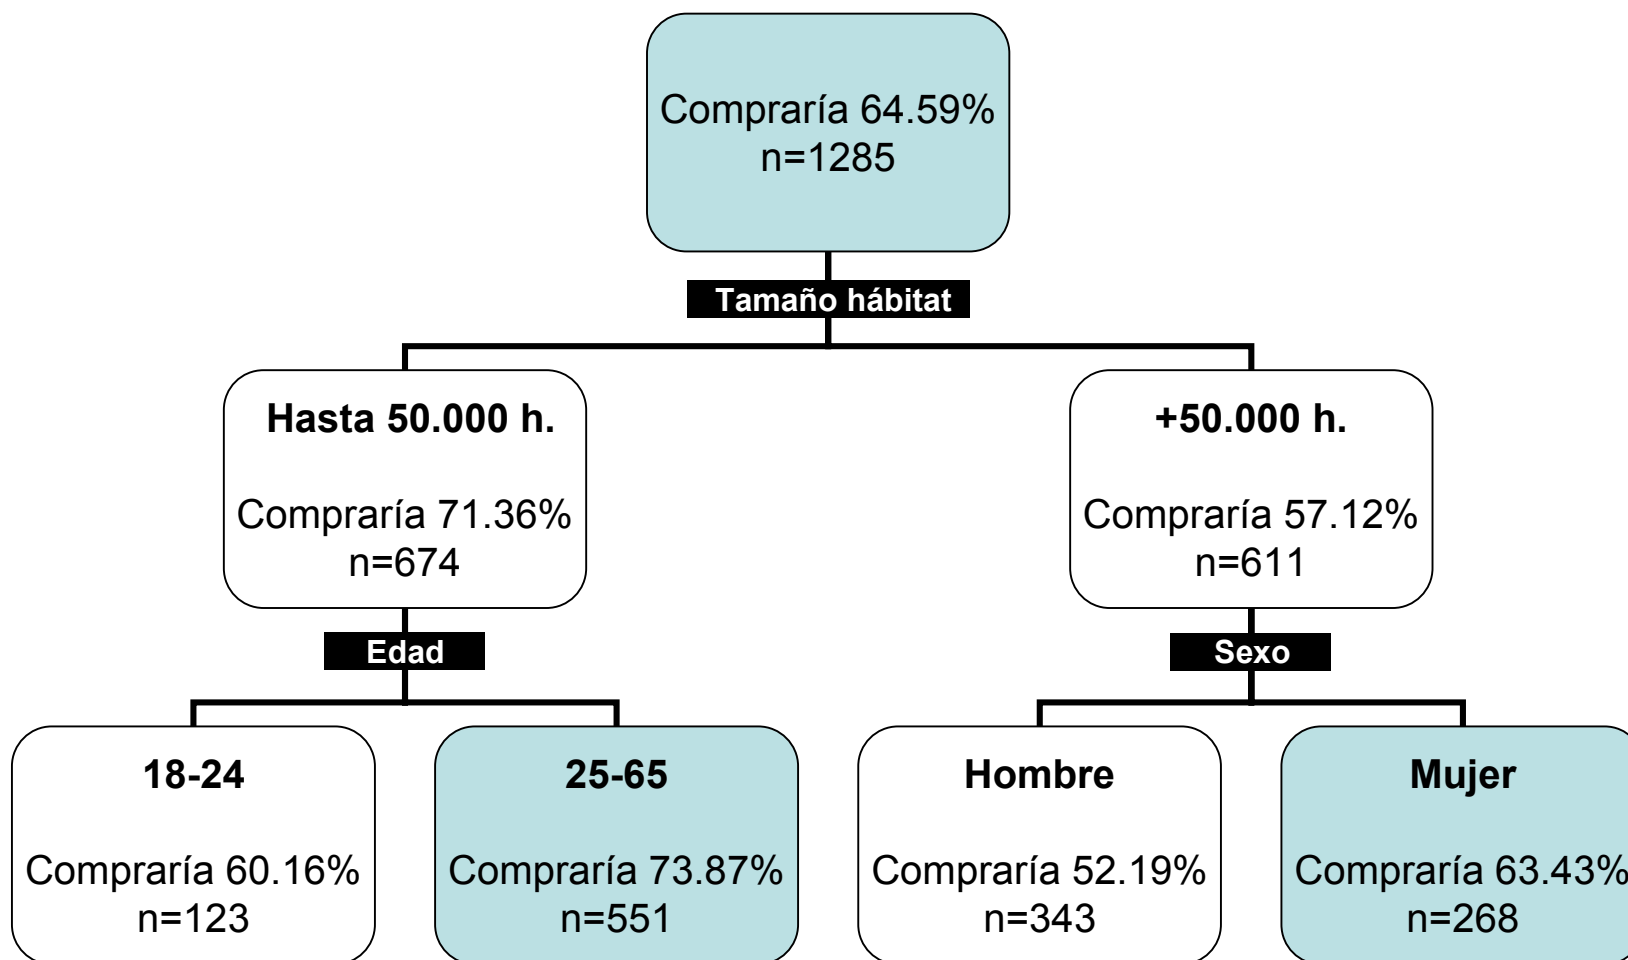 Compraría 64.59%
n=1285
Tamaño hábitat
Hasta 50.000 h.
Compraría 71.36%
n=674
+50.000 h.
Compraría 57.12%
n=611
Edad
Sexo
18-24
Compraría 60.16%
n=123
25-65
Compraría 73.87%
n=551
Hombre
Compraría 52.19%
n=343
Mujer
Compraría 63.43%
n=268